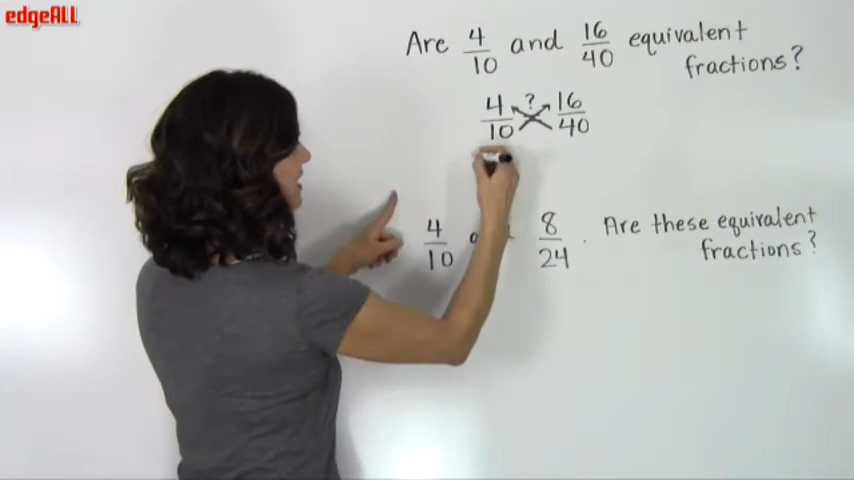 edgeALL
Are 4/10 and 16/40 equivalent
fractions?
4/10 ? 16/40
4/10 8/24 . Are these equivalent
fractions?